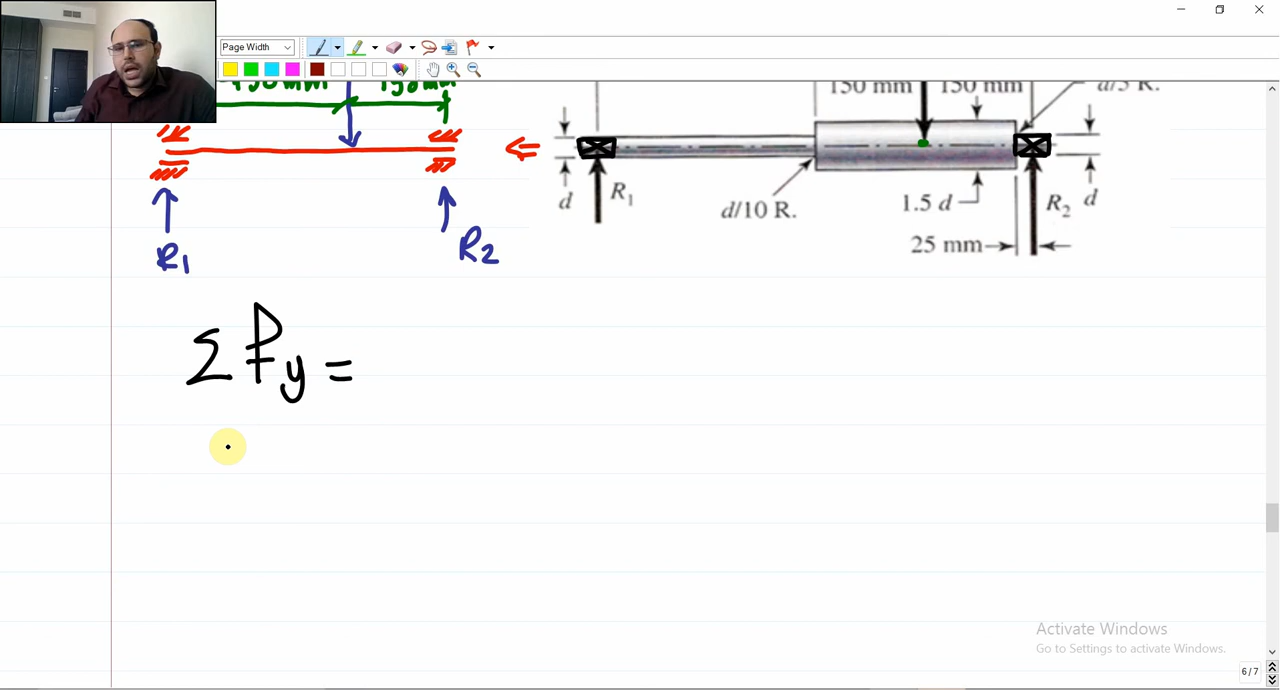 Page Width
150 mm 150 mm d/5 R.
R1 R2
d R₁ d/10 R. 1.5 d R₂ d
25 mm
ΣFy =
Activate Windows
Go to Settings to activate Windows.
6/7